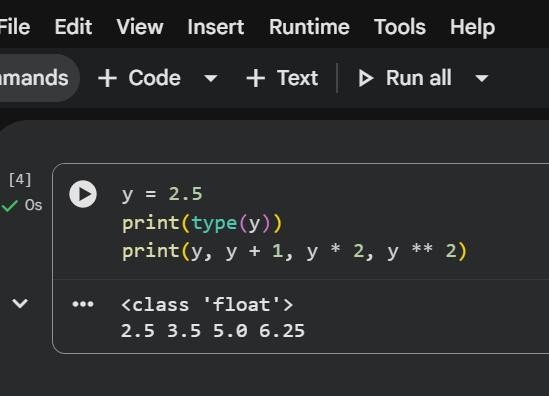 File Edit View Insert Runtime Tools Help
mmands + Code + Text Run all
[4]
0s
y = 2.5
print(type(y))
print(y, y + 1, y * 2, y ** 2)
<class 'float'>
2.5 3.5 5.0 6.25